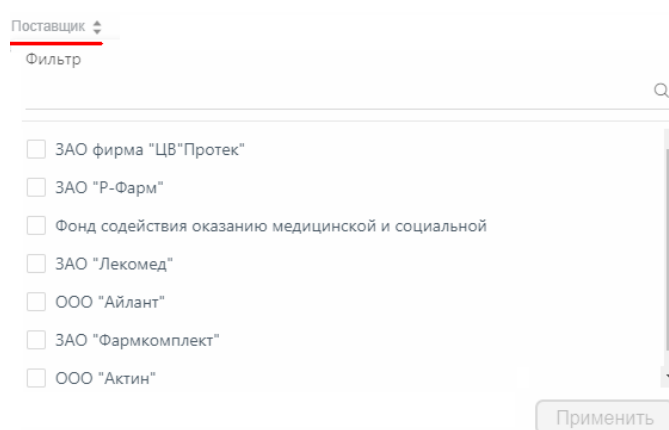 Поставщик
Фильтр
ЗАО фирма "ЦВ"Протек"
ЗАО "Р-Фарм"
Фонд содействия оказанию медицинской и социальной
ЗАО "Лекомед"
ООО "Айлант"
ЗАО "Фармкомплект"
ООО "Актин"
Применить